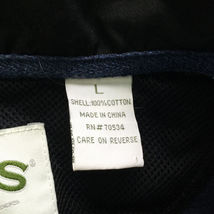 L
SHELL:100%COTTON
MADE IN CHINA
RN#70534
CARE ON REVERSE
S